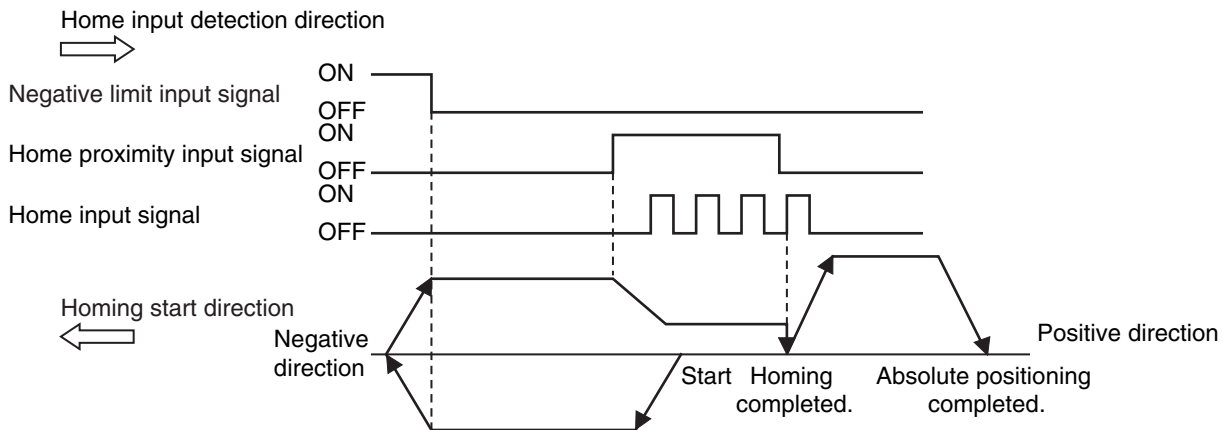 Home input detection direction
ON
Negative limit input signal
OFF
ON
Home proximity input signal
OFF
ON
Home input signal
OFF
Homing start direction
Negative
direction
Positive direction
Start
Homing
completed.
Absolute positioning
completed.